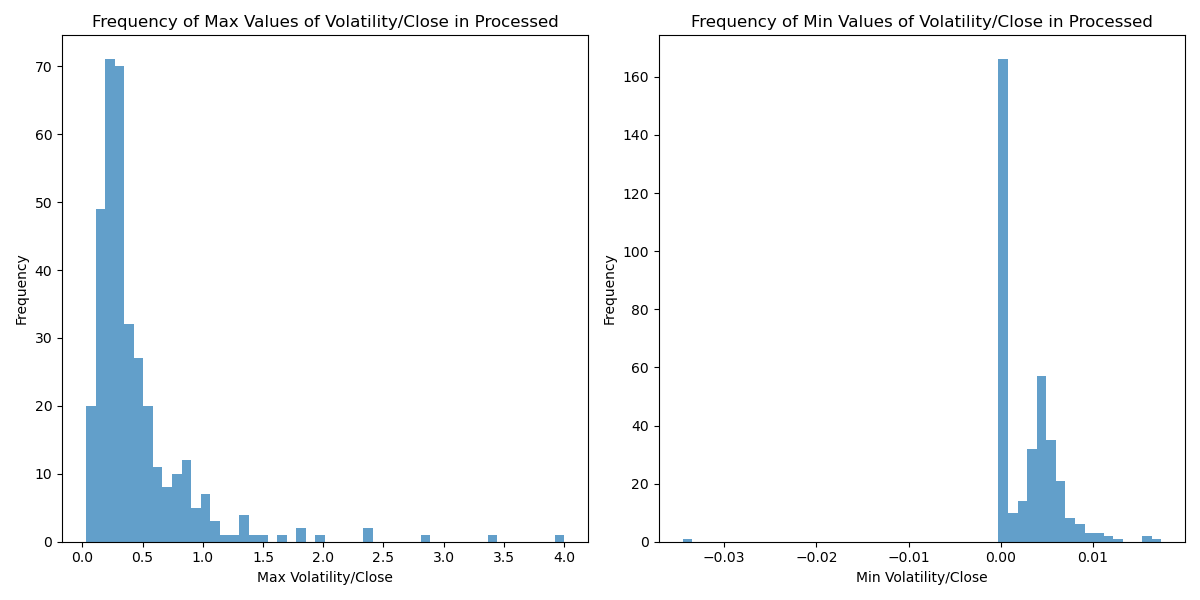 Frequency of Max Values of Volatility/Close in Processed
Frequency
70
60
50
40
30
20
10
0
0.0 0.5 1.0 1.5 2.0 2.5 3.0 3.5 4.0
Max Volatility/Close
Frequency of Min Values of Volatility/Close in Processed
Frequency
160
140
120
100
80
60
40
20
0
−0.03 −0.02 −0.01 0.00 0.01
Min Volatility/Close